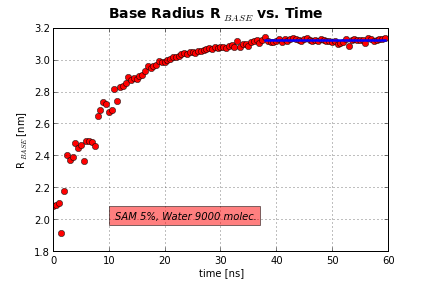 Base Radius R BASE vs. Time
3.2
3.0
2.8
2.6
2.4
2.2
2.0
1.8
R BASE [nm]
SAM 5%, Water 9000 molec.
0 10 20 30 40 50 60
time [ns]